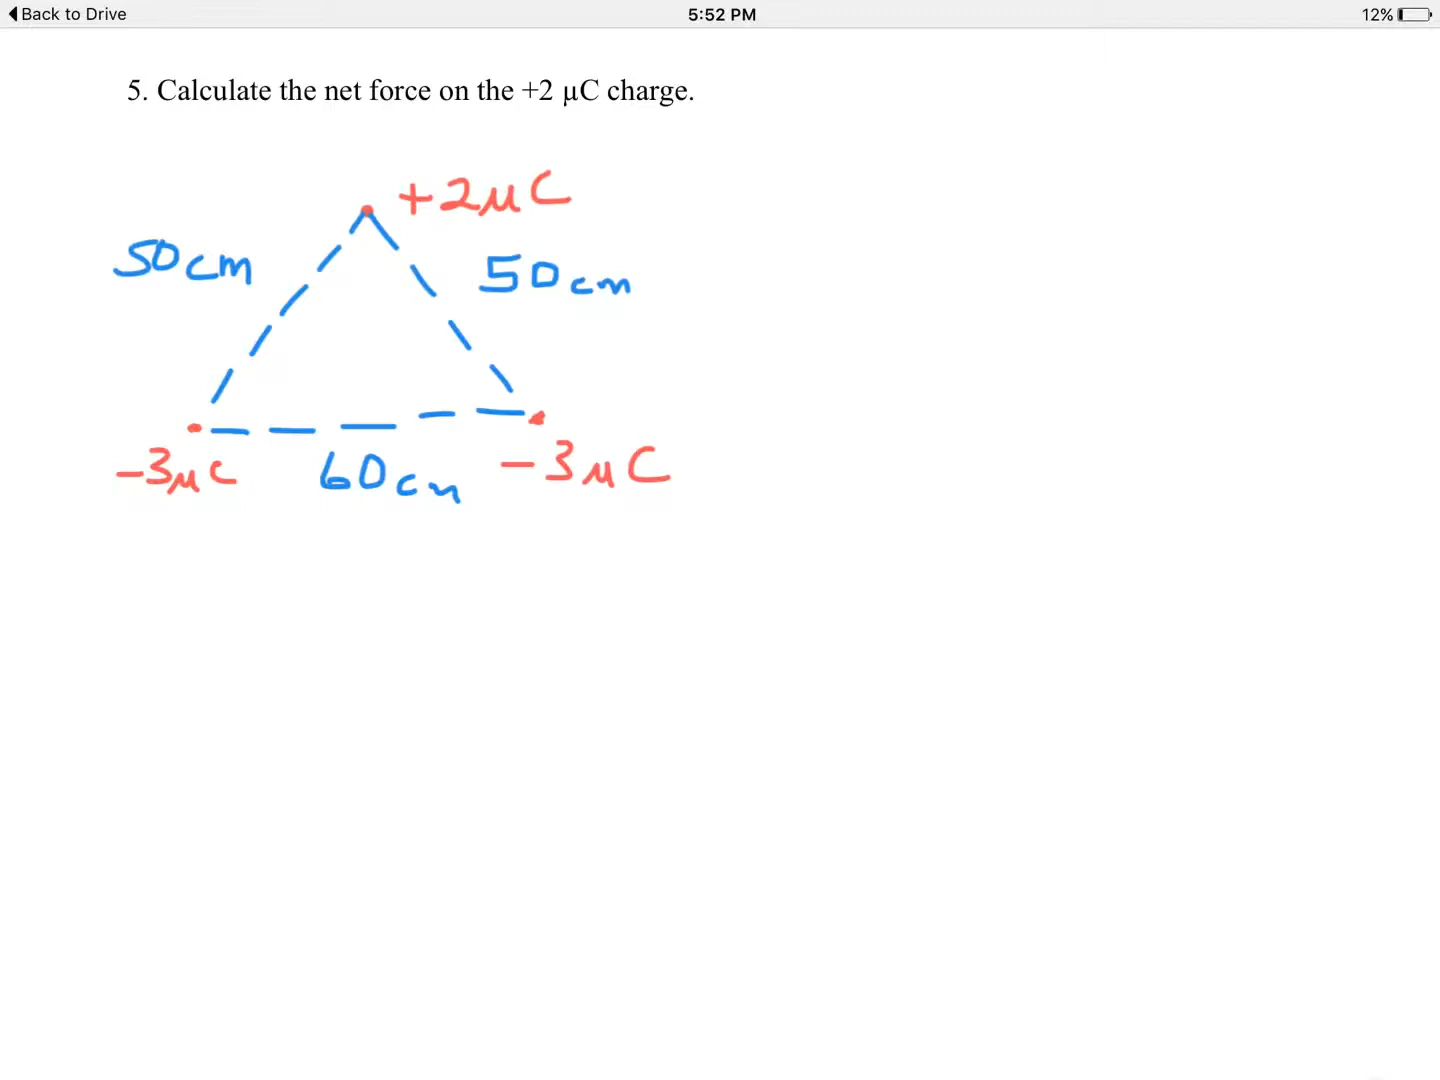 Back to Drive
5:52 PM
12%
5. Calculate the net force on the +2 µC charge.
+2µC
50cm
50cm
-3µC
60cm
-3µC